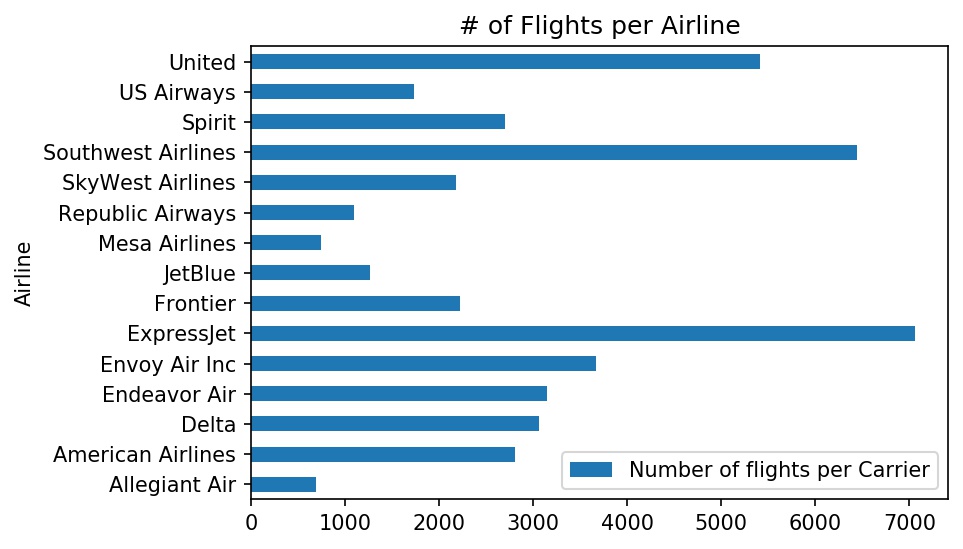 # of Flights per Airline
United
US Airways
Spirit
Southwest Airlines
SkyWest Airlines
Republic Airways
Mesa Airlines
JetBlue
Frontier
ExpressJet
Envoy Air Inc
Endeavor Air
Delta
American Airlines
Allegiant Air
Airline
Number of flights per Carrier
0 1000 2000 3000 4000 5000 6000 7000